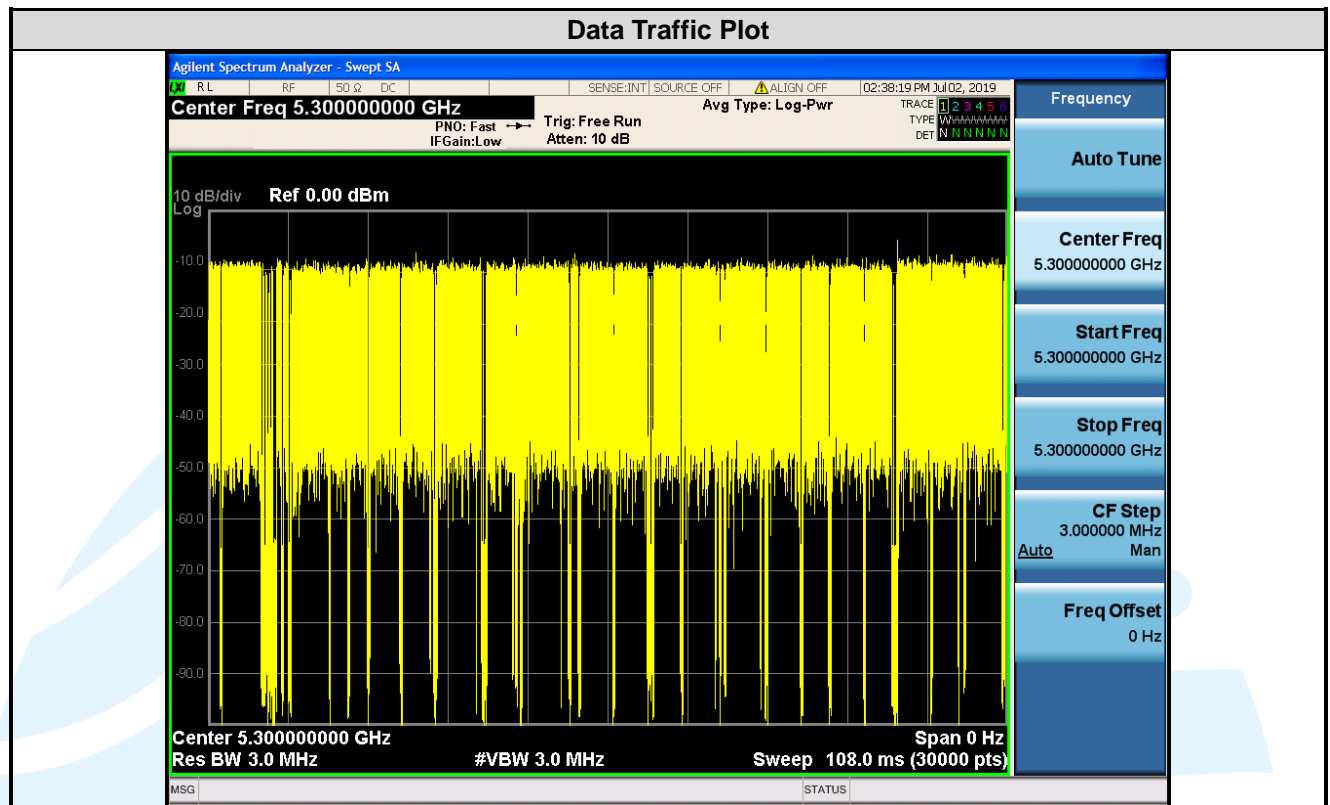 Data Traffic Plot
Agilent Spectrum Analyzer - Swept SA
LXI RL RF 50 Ω DC SENSE:INT SOURCE OFF ALIGN OFF 02:38:19 PM Jul 02, 2019
Center Freq 5.300000000 GHz
PNO: Fast
IFGain:Low
Trig: Free Run
Atten: 10 dB
Avg Type: Log-Pwr
TRACE 1 2 3 4 5 6
TYPE WWWWWW
DET N N N N N N
10 dB/div
Log
Ref 0.00 dBm
-10.0
-20.0
-30.0
-40.0
-50.0
-60.0
-70.0
-80.0
-90.0
Center 5.300000000 GHz
Span 0 Hz
Res BW 3.0 MHz
#VBW 3.0 MHz
Sweep 108.0 ms (30000 pts)
MSG
STATUS
Frequency
Auto Tune
Center Freq
5.300000000 GHz
Start Freq
5.300000000 GHz
Stop Freq
5.300000000 GHz
CF Step
3.000000 MHz
Auto Man
Freq Offset
0 Hz